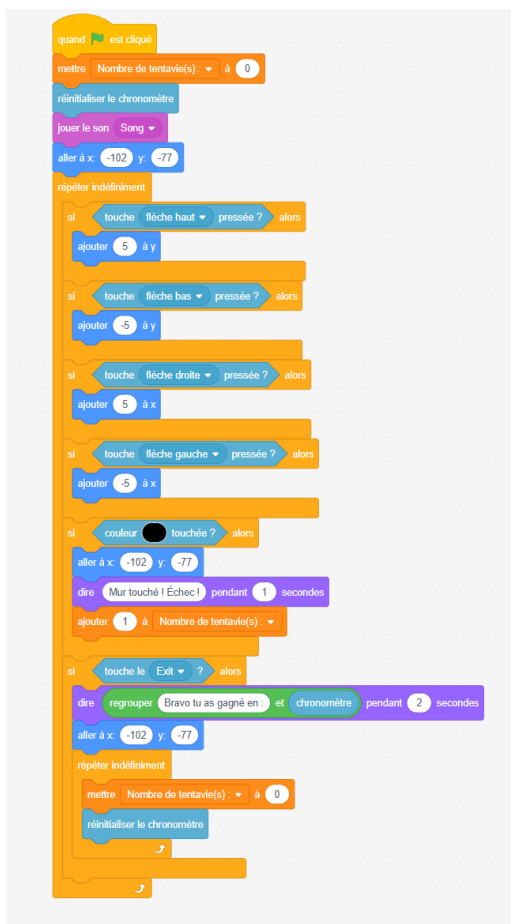 quand est cliqué
mettre Nombre de tentavie(s) : à 0
réinitialiser le chronomètre
jouer le son Song
aller à x: -102 y: -77
répéter indéfiniment
si touche flèche haut pressée ? alors
ajouter 5 à y
si touche flèche bas pressée ? alors
ajouter -5 à y
si touche flèche droite pressée ? alors
ajouter 5 à x
si touche flèche gauche pressée ? alors
ajouter -5 à x
si couleur touchée ? alors
aller à x: -102 y: -77
dire Mur touché ! Échec ! pendant 1 secondes
ajouter 1 à Nombre de tentavie(s) :
si touche le Exit ? alors
dire regrouper Bravo tu as gagné en : et chronomètre pendant 2 secondes
aller à x: -102 y: -77
répéter indéfiniment
mettre Nombre de tentavie(s) : à 0
réinitialiser le chronomètre